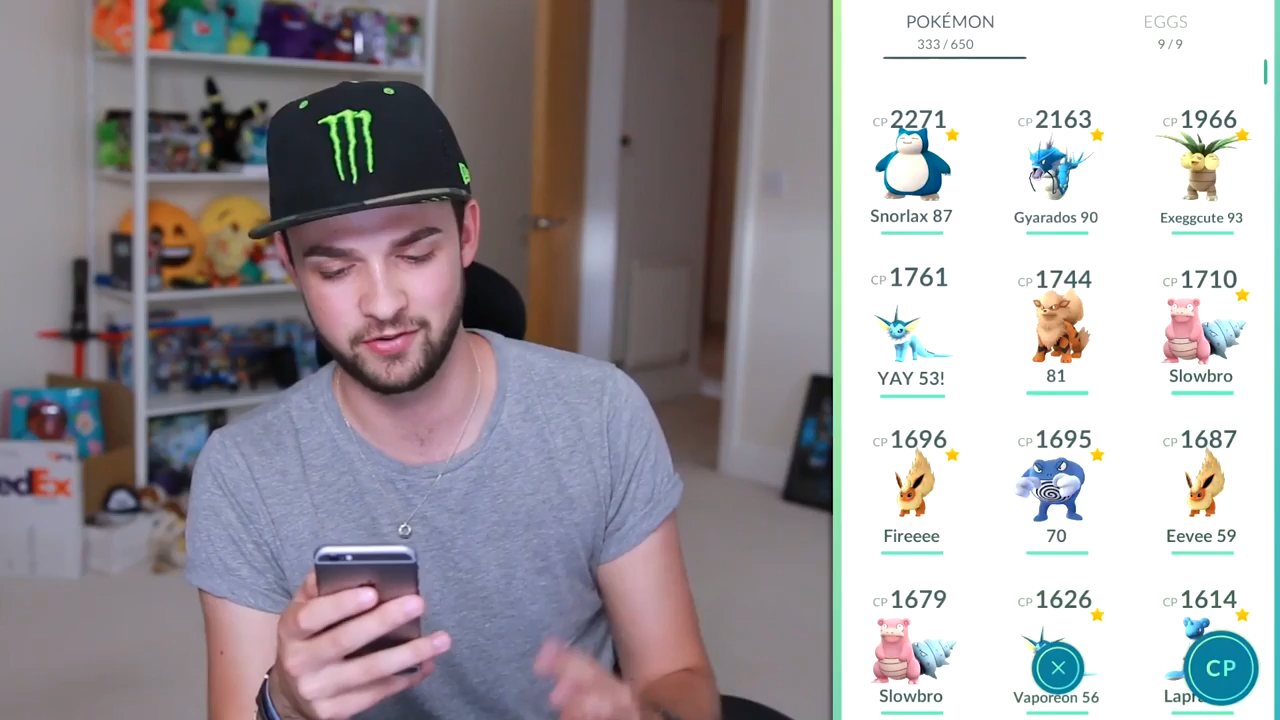 POKÉMON EGGS
333 / 650 9 / 9
CP 2271 CP 2163 CP 1966
Snorlax 87 Gyarados 90 Exeggcute 93
CP 1761 CP 1744 CP 1710
YAY 53! 81 Slowbro
CP 1696 CP 1695 CP 1687
Fireeee 70 Eevee 59
CP 1679 CP 1626 CP 1614
Slowbro Vaporeon 56
CP
edEx